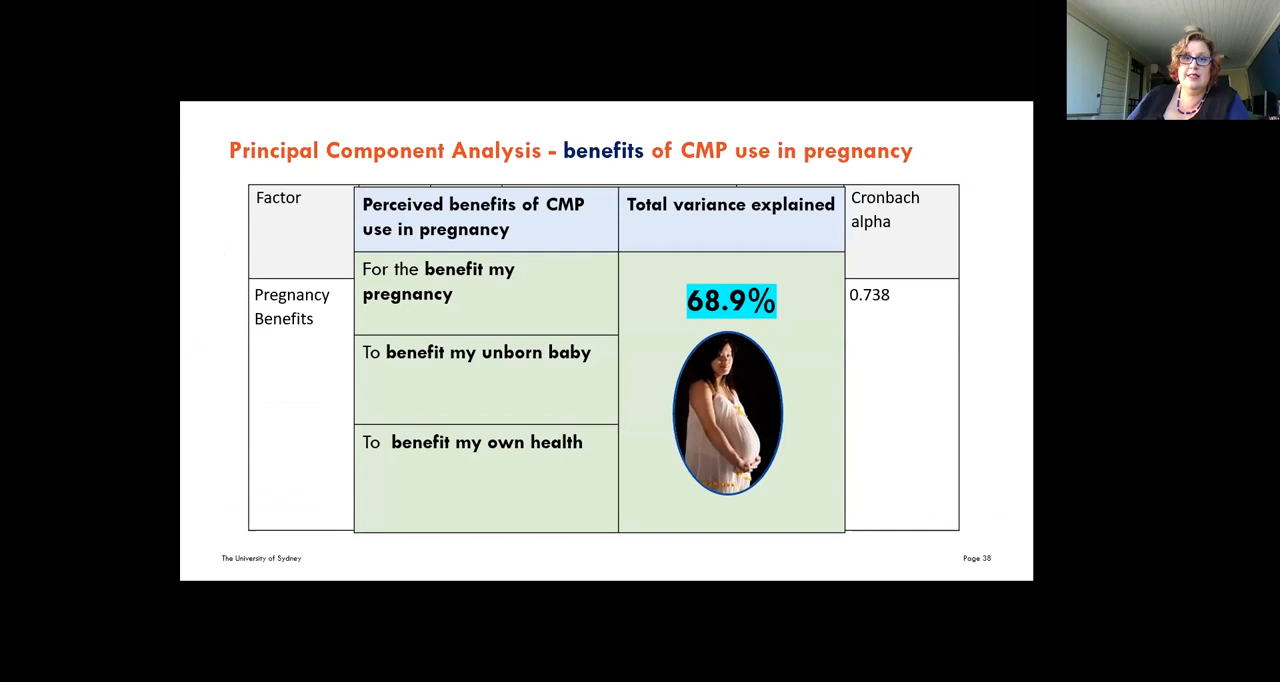 Principal Component Analysis - benefits of CMP use in pregnancy
Factor
Perceived benefits of CMP
use in pregnancy
Total variance explained
Cronbach
alpha
Pregnancy
Benefits
For the benefit my
pregnancy
68.9%
0.738
To benefit my unborn baby
To benefit my own health
The University of Sydney
Page 38